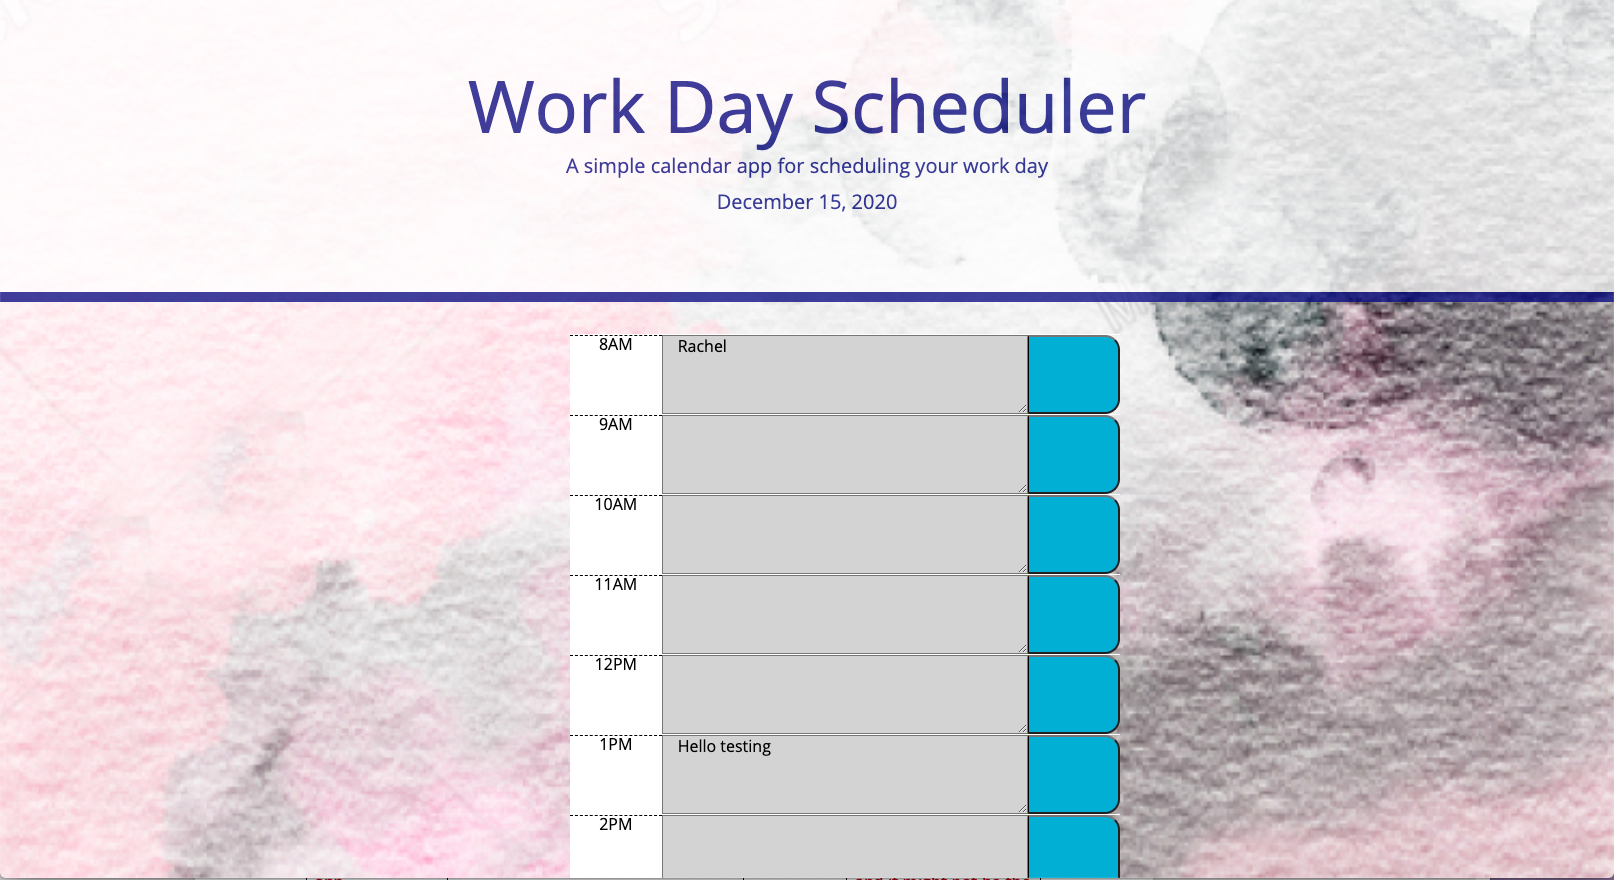 Work Day Scheduler
A simple calendar app for scheduling your work day
December 15, 2020
8AM
Rachel
9AM
10AM
11AM
12PM
1PM
Hello testing
2PM